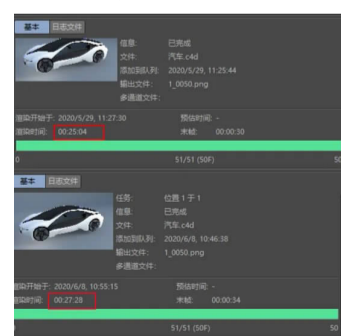 基本 日志文件
信息: 已完成
文件: 汽车.c4d
添加到队列: 2020/5/29, 11:25:44
输出文件: 1_0050.png
多通道文件:
渲染开始于: 2020/5/29, 11:27:30 预估时间: -
渲染时间: 00:25:04 末帧: 00:00:30
0 51/51 (50F) 50
基本 日志文件
任务: 位置 1 于 1
信息: 已完成
文件: 汽车.c4d
添加到队列: 2020/6/8, 10:46:58
输出文件: 1_0050.png
多通道文件:
渲染开始于: 2020/6/8, 10:55:15 预估时间: -
渲染时间: 00:27:28 末帧: 00:00:34
0 51/51 (50F) 50